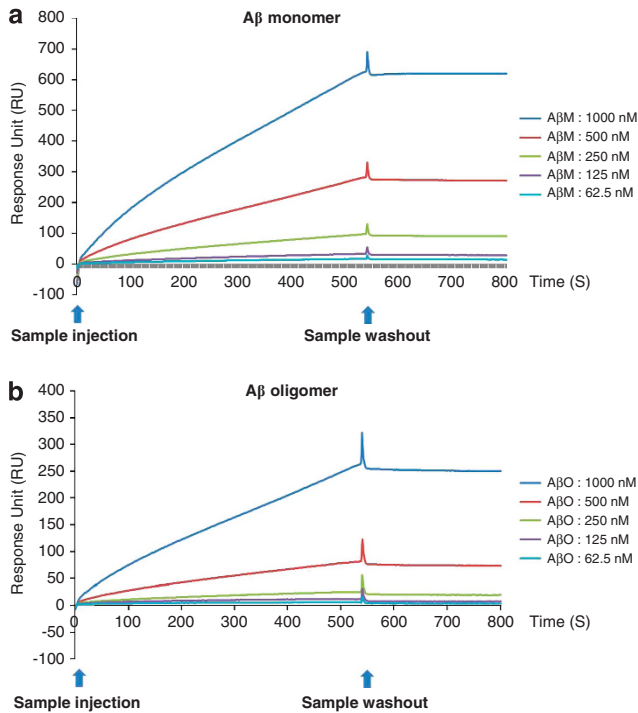 a
Aβ monomer
800
700
600
500
400
300
200
100
0
-100
Response Unit (RU)
0 100 200 300 400 500 600 700 800
Time (S)
AβM : 1000 nM
AβM : 500 nM
AβM : 250 nM
AβM : 125 nM
AβM : 62.5 nM
Sample injection
Sample washout
b
Aβ oligomer
400
350
300
250
200
150
100
50
0
-50
-100
Response Unit (RU)
0 100 200 300 400 500 600 700 800
Time (S)
AβO : 1000 nM
AβO : 500 nM
AβO : 250 nM
AβO : 125 nM
AβO : 62.5 nM
Sample injection
Sample washout